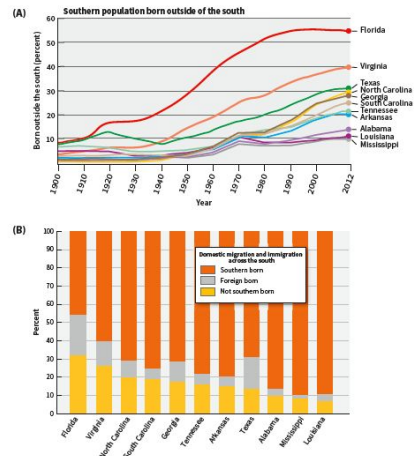 (A)
Southern population born outside of the south
Born outside the south (percent)
60
50
40
30
20
10
1900
1910
1920
1930
1940
1950
1960
1970
1980
1990
2000
2012
Year
Florida
Virginia
Texas
North Carolina
Georgia
South Carolina
Tennessee
Arkansas
Alabama
Louisiana
Mississippi
(B)
Percent
100
90
80
70
60
50
40
30
20
10
0
Domestic migration and immigration
across the south
Southern born
Foreign born
Not southern born
Florida
Virginia
North Carolina
South Carolina
Georgia
Tennessee
Arkansas
Texas
Alabama
Mississippi
Louisiana